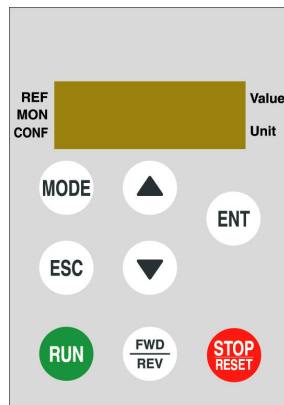 REF
MON
CONF
Value
Unit
MODE
ENT
ESC
RUN
FWD
REV
STOP
RESET